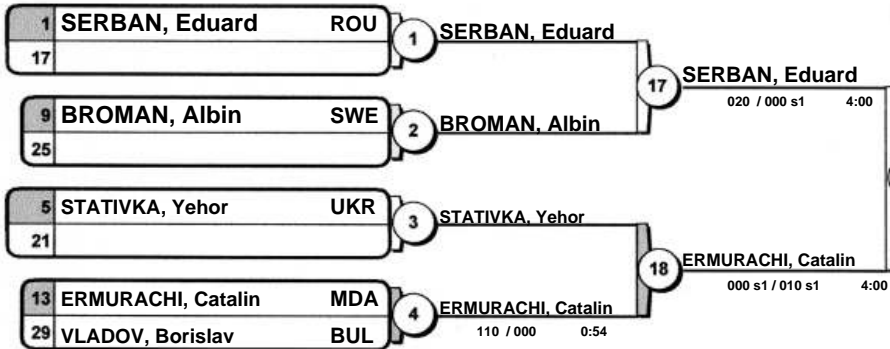 1 SERBAN, Eduard ROU
17
1 SERBAN, Eduard
9 BROMAN, Albin SWE
25
2 BROMAN, Albin
17 SERBAN, Eduard
020 / 000 s1 4:00
5 STATIVKA, Yehor UKR
21
3 STATIVKA, Yehor
13 ERMURACHI, Catalin MDA
29 VLADOV, Borislav BUL
4 ERMURACHI, Catalin
110 / 000 0:54
18 ERMURACHI, Catalin
000 s1 / 010 s1 4:00